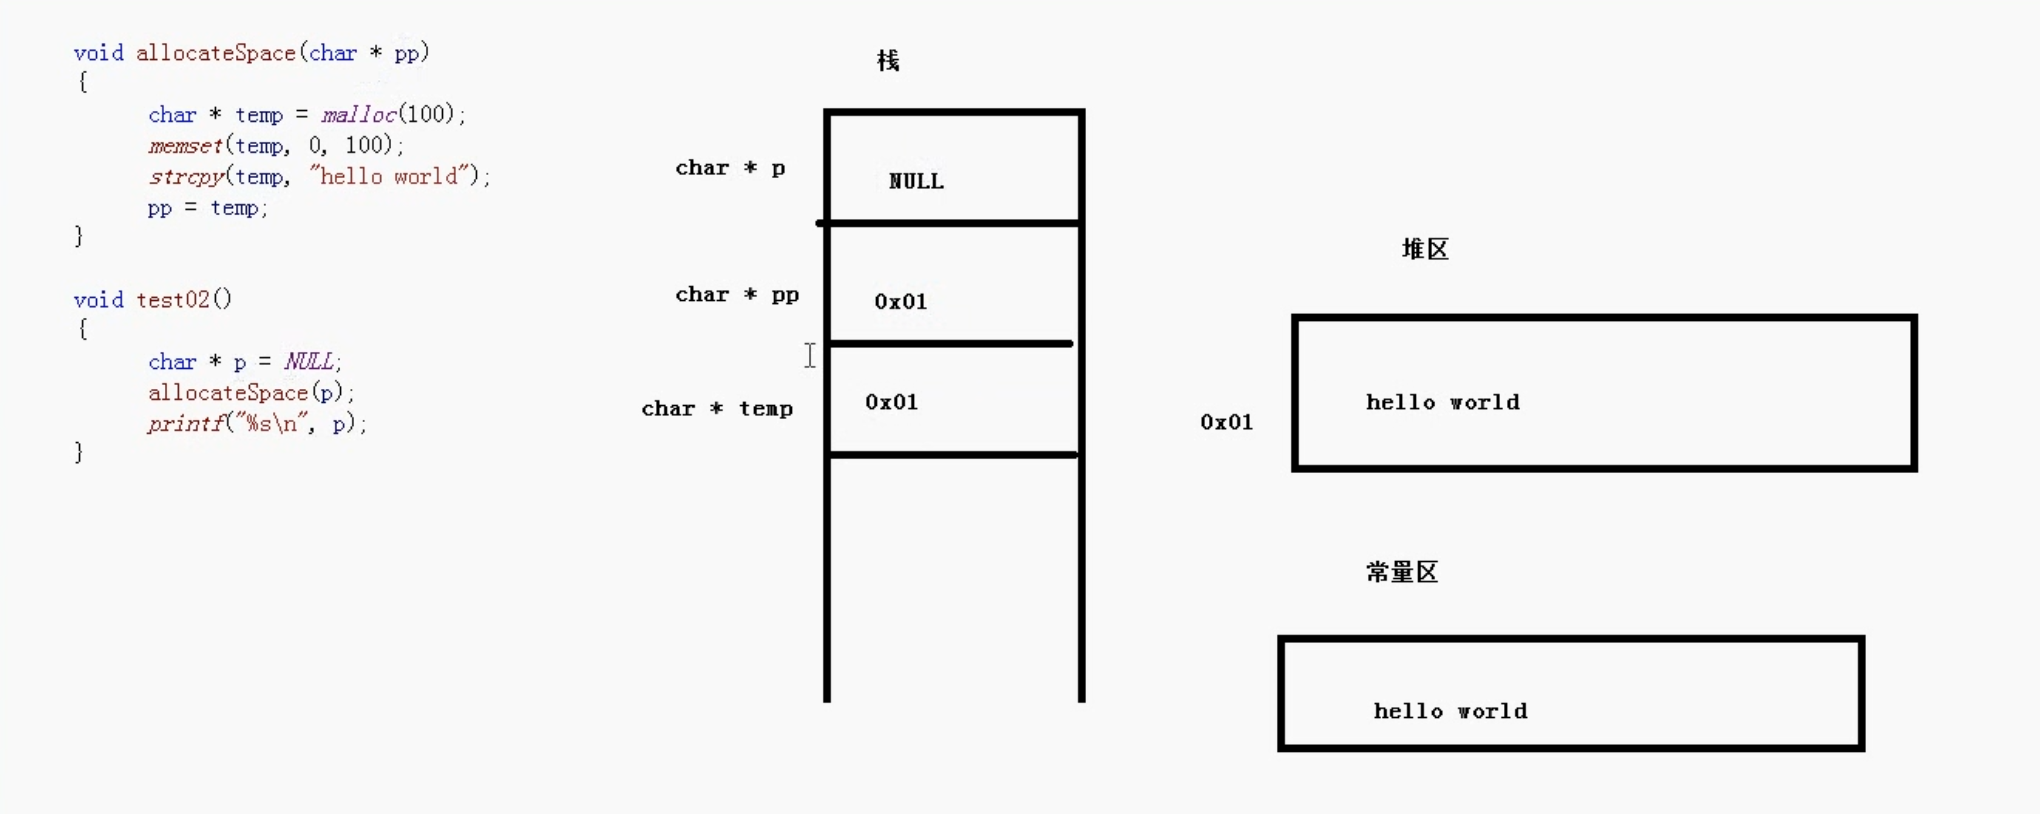 void allocateSpace(char * pp)
{
char * temp = malloc(100);
memset(temp, 0, 100);
strcpy(temp, "hello world");
pp = temp;
}
void test02()
{
char * p = NULL;
allocateSpace(p);
printf("%s\n", p);
}
栈
char * p
NULL
char * pp
0x01
char * temp
0x01
堆区
0x01
hello world
常量区
hello world